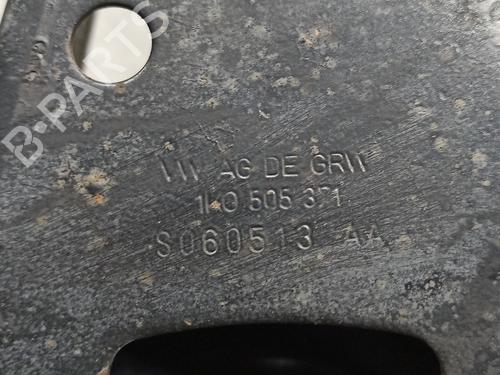 B-PARTS
VW AG DE GRW
1K0 505 371
S060513 AA